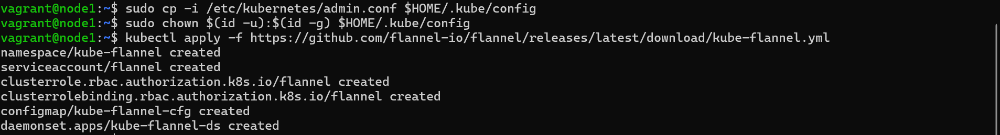 vagrant@node1:~$ sudo cp -i /etc/kubernetes/admin.conf $HOME/.kube/config
vagrant@node1:~$ sudo chown $(id -u):$(id -g) $HOME/.kube/config
vagrant@node1:~$ kubectl apply -f https://github.com/flannel-io/flannel/releases/latest/download/kube-flannel.yml
namespace/kube-flannel created
serviceaccount/flannel created
clusterrole.rbac.authorization.k8s.io/flannel created
clusterrolebinding.rbac.authorization.k8s.io/flannel created
configmap/kube-flannel-cfg created
daemonset.apps/kube-flannel-ds created